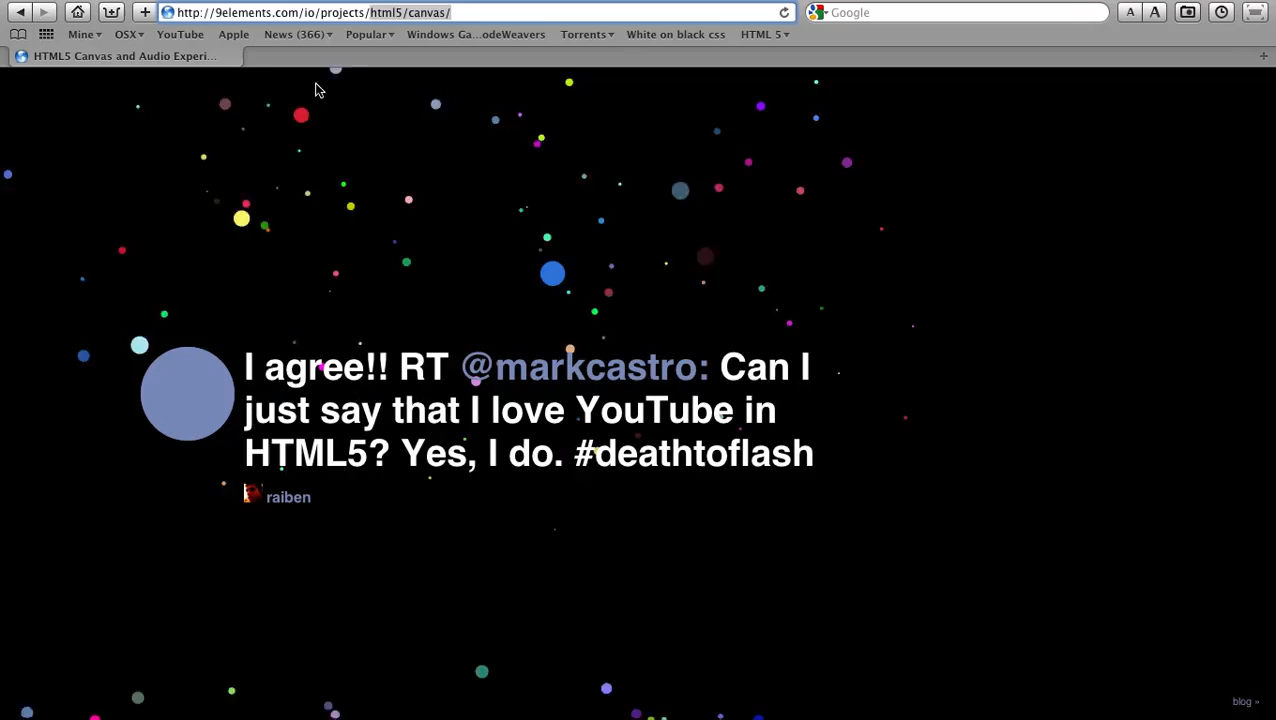 http://9elements.com/io/projects/html5/canvas/
Google
A A
Mine OSX YouTube Apple News (366) Popular Windows Ga...odeWeavers Torrents White on black css HTML 5
HTML5 Canvas and Audio Experi...
I agree!! RT @markcastro: Can I
just say that I love YouTube in
HTML5? Yes, I do. #deathtoflash
raiben
blog »